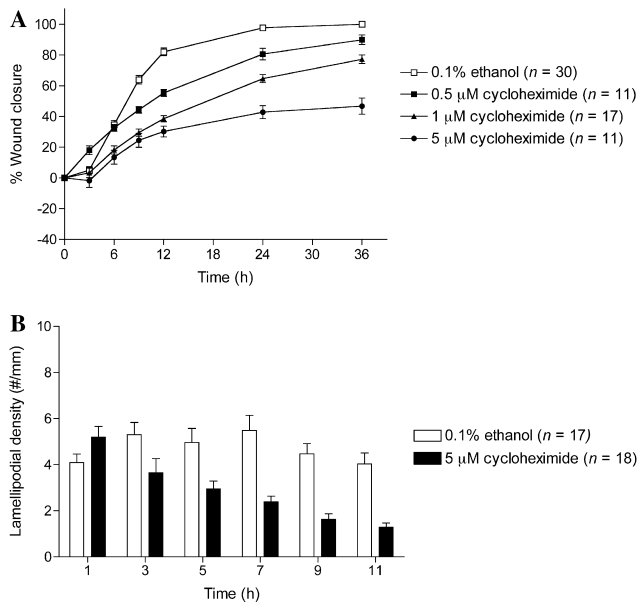 A
100
80
60
40
20
0
-20
-40
% Wound closure
0 6 12 18 24 30 36
Time (h)
0.1% ethanol (n = 30)
0.5 μM cycloheximide (n = 11)
1 μM cycloheximide (n = 17)
5 μM cycloheximide (n = 11)
B
10
8
6
4
2
0
Lamellipodial density (#/mm)
1 3 5 7 9 11
Time (h)
0.1% ethanol (n = 17)
5 μM cycloheximide (n = 18)